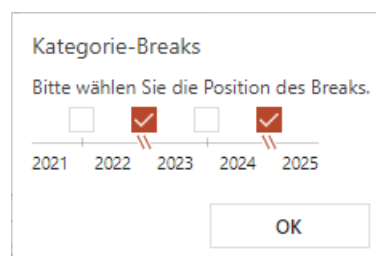 Kategorie-Breaks
Bitte wählen Sie die Position des Breaks.
2021 2022 2023 2024 2025
OK